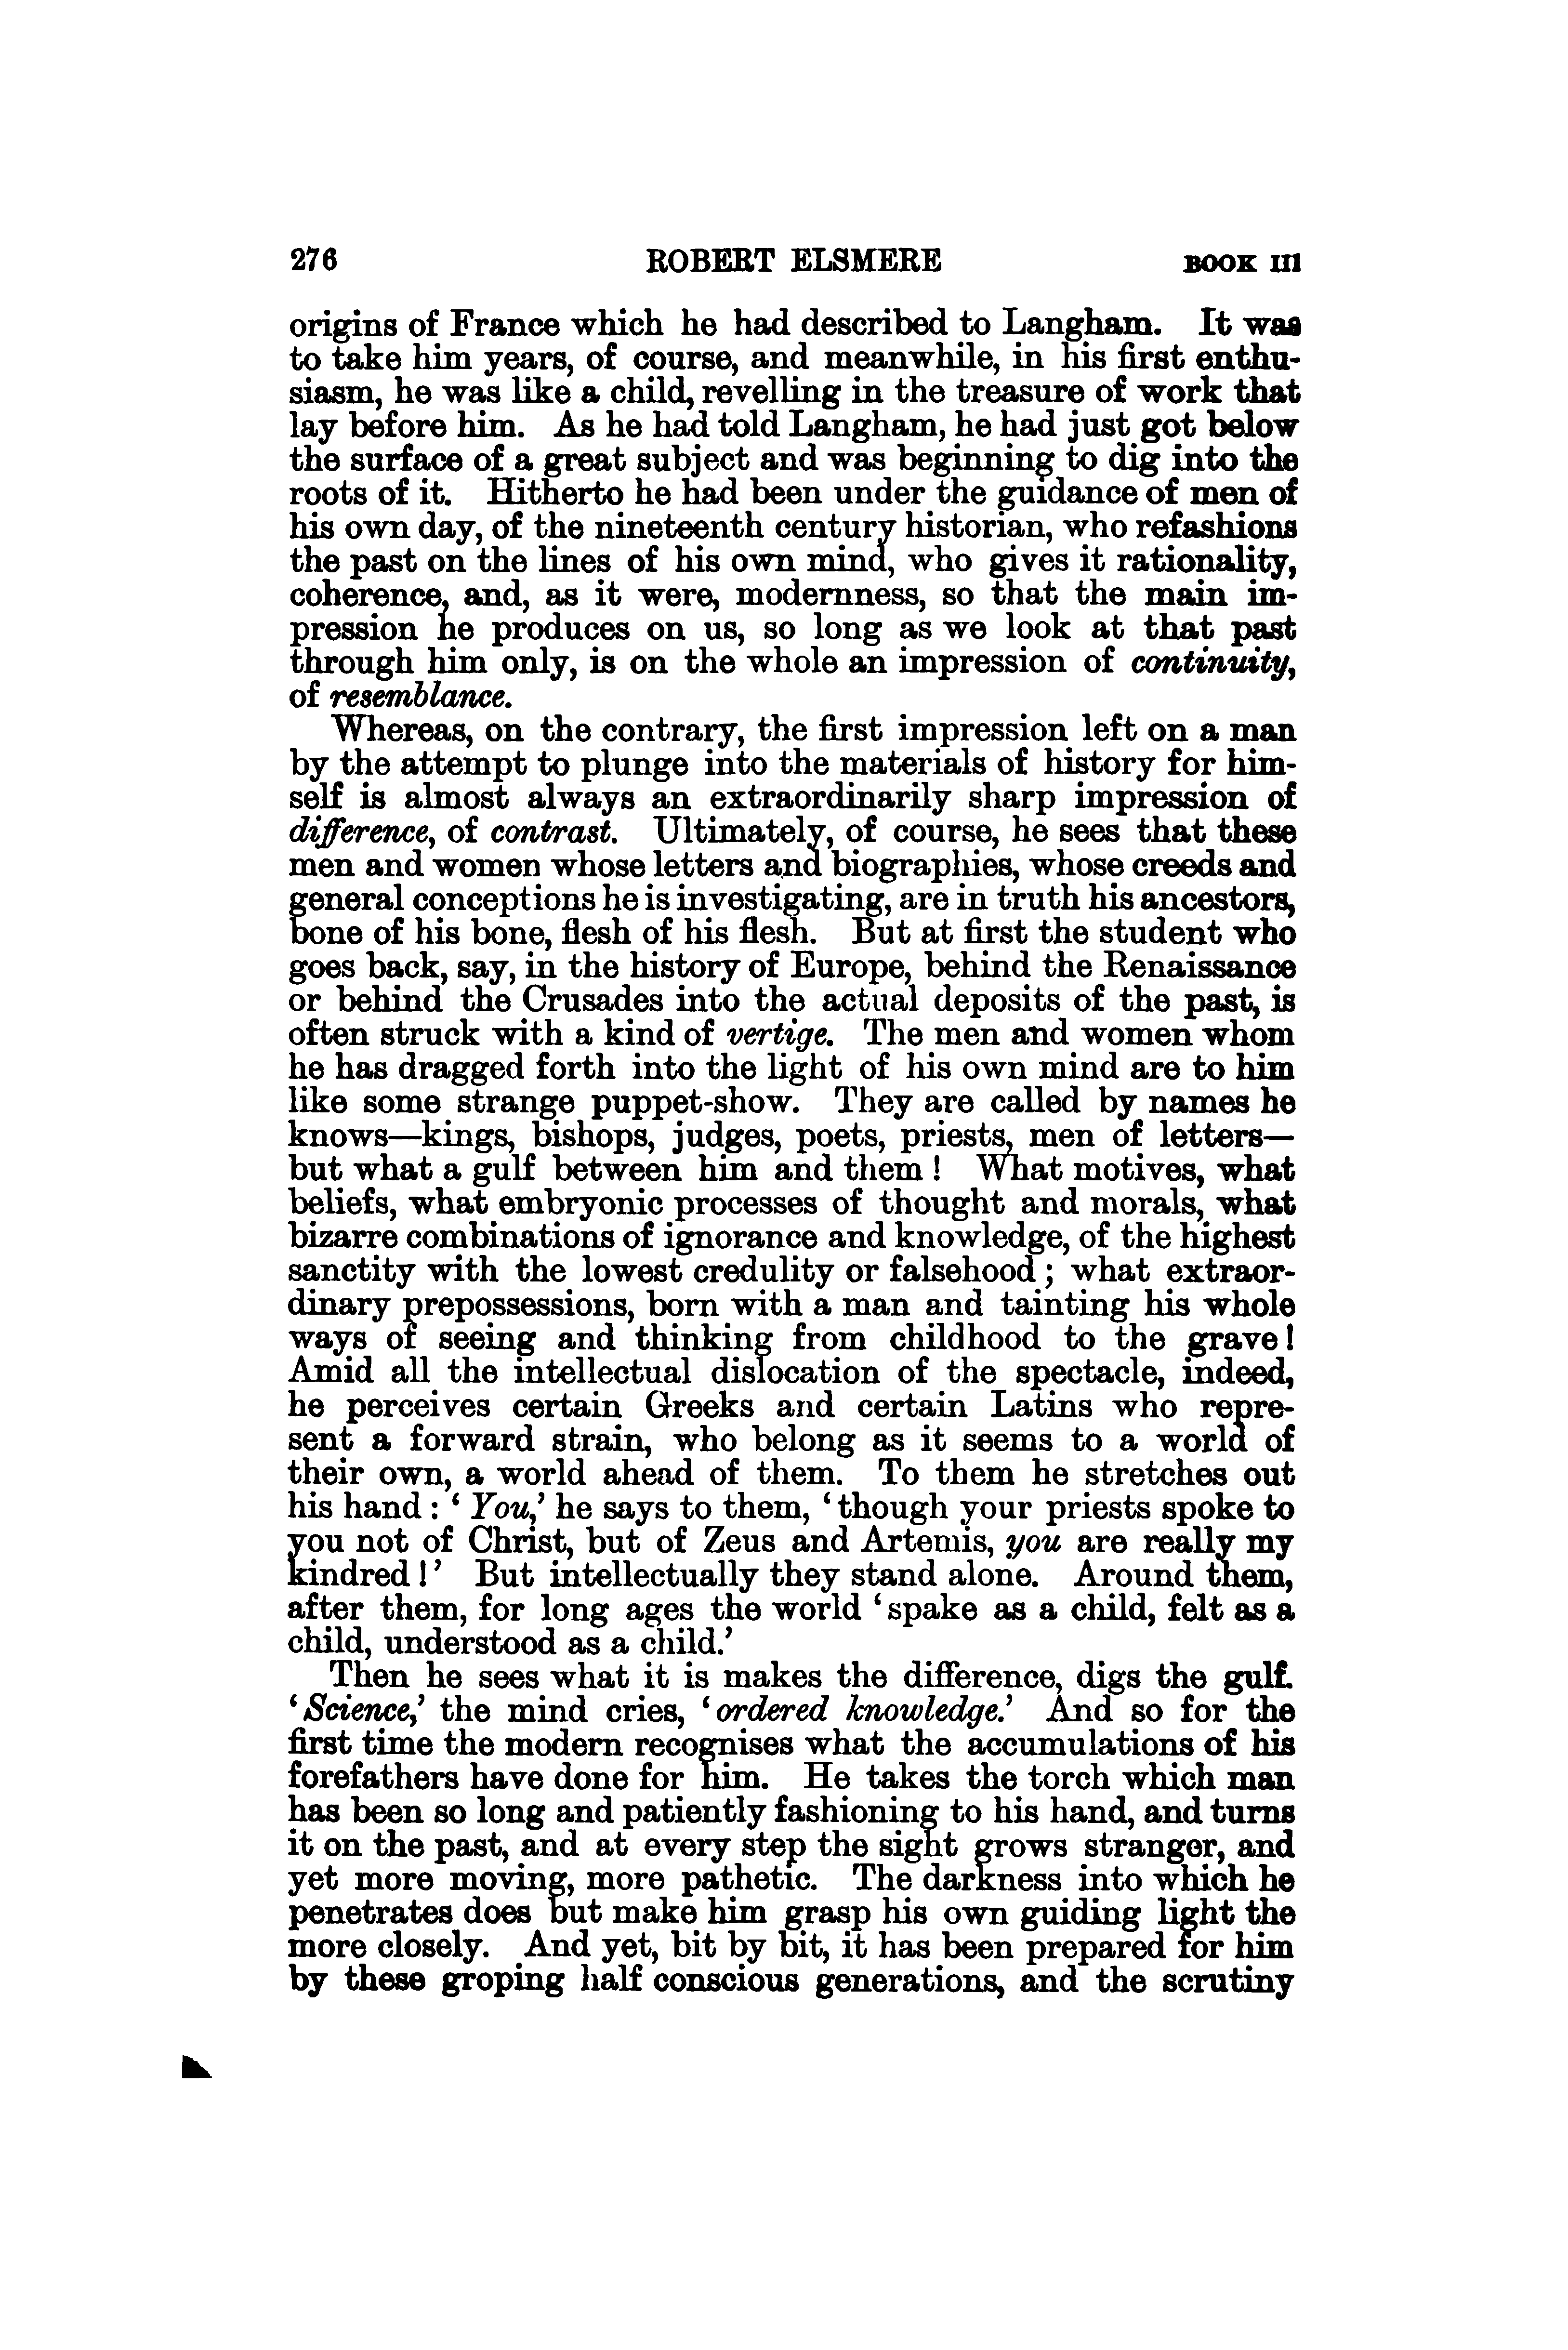 276 ROBERT ELSMERE BOOK III
origins of France which he had described to Langham. It was
to take him years, of course, and meanwhile, in his first enthu-
siasm, he was like a child, revelling in the treasure of work that
lay before him. As he had told Langham, he had just got below
the surface of a great subject and was beginning to dig into the
roots of it. Hitherto he had been under the guidance of men of
his own day, of the nineteenth century historian, who refashions
the past on the lines of his own mind, who gives it rationality,
coherence, and, as it were, modernness, so that the main im-
pression he produces on us, so long as we look at that past
through him only, is on the whole an impression of continuity,
of resemblance.
Whereas, on the contrary, the first impression left on a man
by the attempt to plunge into the materials of history for him-
self is almost always an extraordinarily sharp impression of
difference, of contrast. Ultimately, of course, he sees that these
men and women whose letters and biographies, whose creeds and
general conceptions he is investigating, are in truth his ancestors,
bone of his bone, flesh of his flesh. But at first the student who
goes back, say, in the history of Europe, behind the Renaissance
or behind the Crusades into the actual deposits of the past, is
often struck with a kind of vertige. The men and women whom
he has dragged forth into the light of his own mind are to him
like some strange puppet-show. They are called by names he
knows—kings, bishops, judges, poets, priests, men of letters—
but what a gulf between him and them ! What motives, what
beliefs, what embryonic processes of thought and morals, what
bizarre combinations of ignorance and knowledge, of the highest
sanctity with the lowest credulity or falsehood ; what extraor-
dinary prepossessions, born with a man and tainting his whole
ways of seeing and thinking from childhood to the grave!
Amid all the intellectual dislocation of the spectacle, indeed,
he perceives certain Greeks and certain Latins who repre-
sent a forward strain, who belong as it seems to a world of
their own, a world ahead of them. To them he stretches out
his hand : ‘ You,’ he says to them, ‘though your priests spoke to
you not of Christ, but of Zeus and Artemis, you are really my
kindred !’ But intellectually they stand alone. Around them,
after them, for long ages the world ‘spake as a child, felt as a
child, understood as a child.’
Then he sees what it is makes the difference, digs the gulf.
‘Science,’ the mind cries, ‘ordered knowledge.’ And so for the
first time the modern recognises what the accumulations of his
forefathers have done for him. He takes the torch which man
has been so long and patiently fashioning to his hand, and turns
it on the past, and at every step the sight grows stranger, and
yet more moving, more pathetic. The darkness into which he
penetrates does but make him grasp his own guiding light the
more closely. And yet, bit by bit, it has been prepared for him
by these groping half conscious generations, and the scrutiny